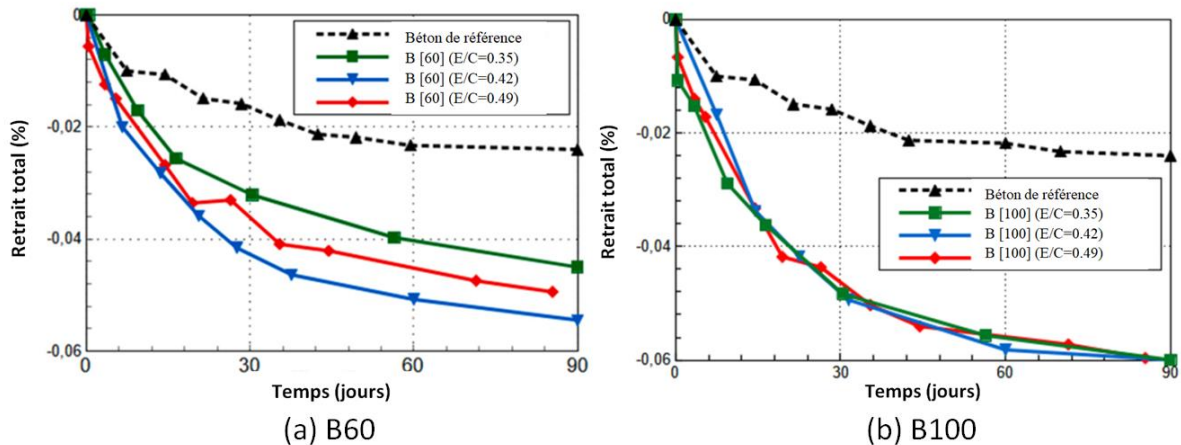 0
-0.02
-0.04
-0,06
Retrait total (%)
Béton de référence
B [60] (E/C=0.35)
B [60] (E/C=0.42)
B [60] (E/C=0.49)
0
30
60
90
Temps (jours)
(a) B60
0
-0.02
-0.04
-0,06
Retrait total (%)
Béton de référence
B [100] (E/C=0.35)
B [100] (E/C=0.42)
B [100] (E/C=0.49)
0
30
60
90
Temps (jours)
(b) B100